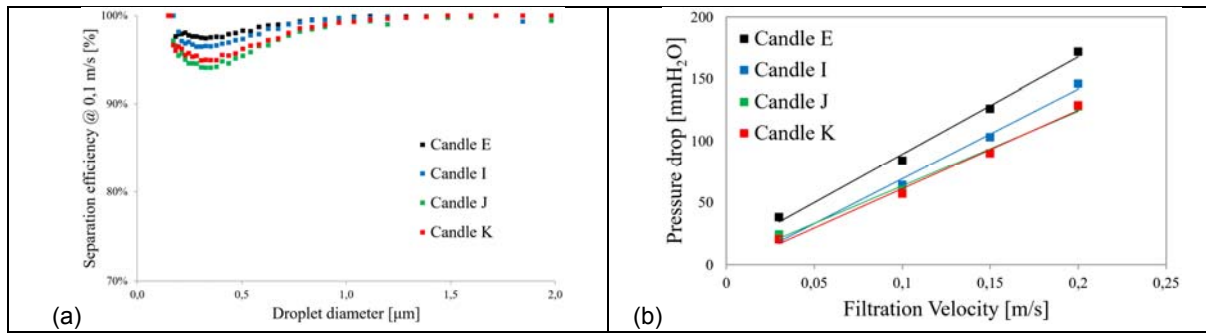 Separation efficiency @ 0,1 m/s [%]
100%
90%
80%
70%
0,0
0,5
1,0
1,5
2,0
Candle E
Candle I
Candle J
Candle K
Droplet diameter [µm]
(a)
Pressure drop [mmH₂O]
200
150
100
50
0
0
0,05
0,1
0,15
0,2
0,25
Candle E
Candle I
Candle J
Candle K
Filtration Velocity [m/s]
(b)